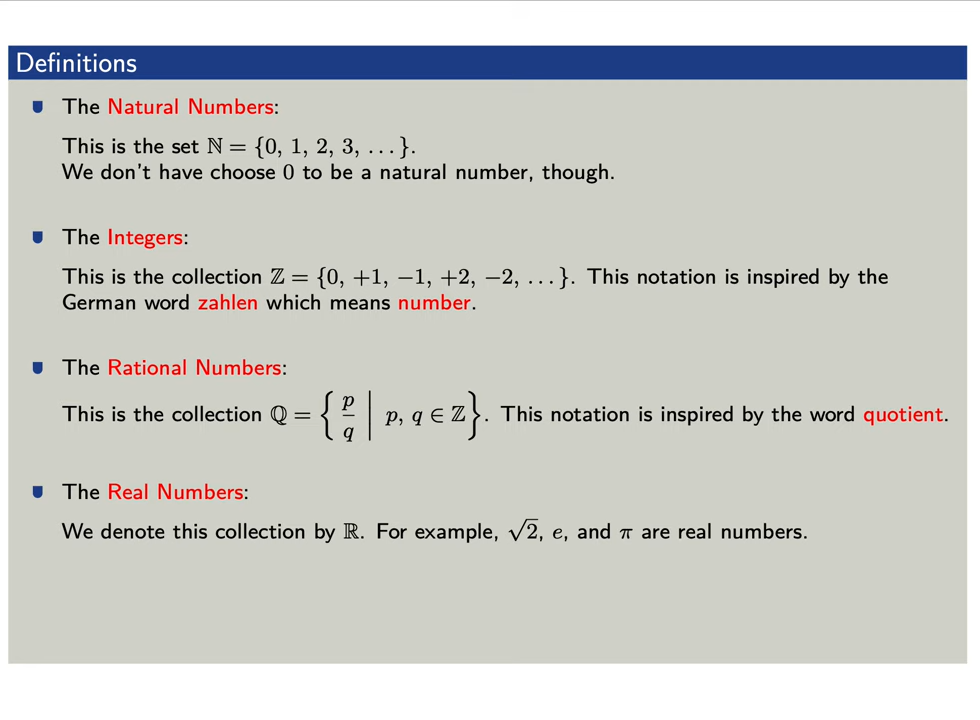 Definitions
The Natural Numbers:
This is the set ℕ = {0, 1, 2, 3, ...}.
We don't have choose 0 to be a natural number, though.
The Integers:
This is the collection ℤ = {0, +1, −1, +2, −2, ...}. This notation is inspired by the
German word zahlen which means number.
The Rational Numbers:
This is the collection ℚ = { p/q | p, q ∈ ℤ }. This notation is inspired by the word quotient.
The Real Numbers:
We denote this collection by ℝ. For example, √2, e, and π are real numbers.